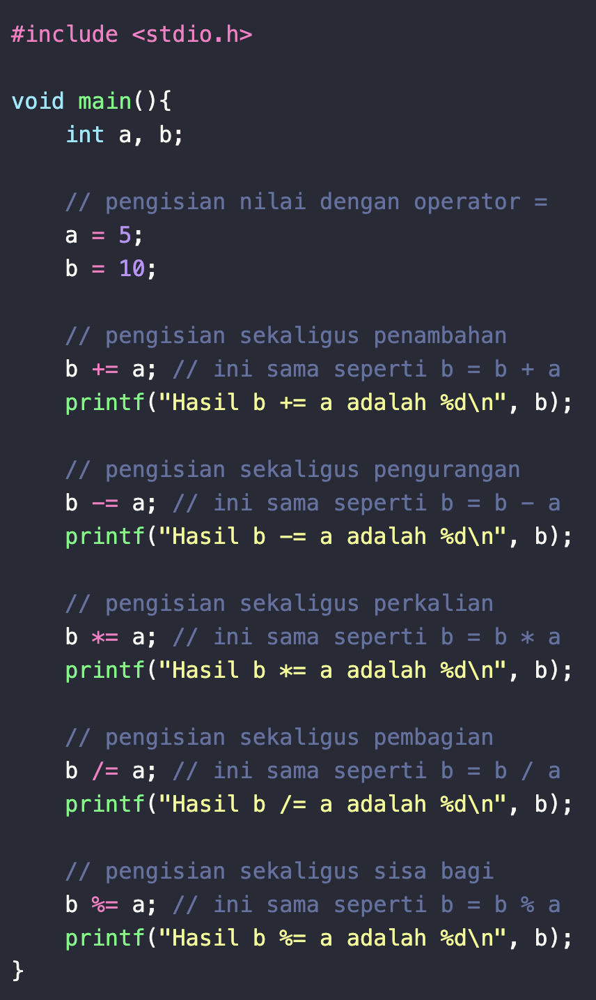 #include <stdio.h>
void main(){
    int a, b;
    // pengisian nilai dengan operator =
    a = 5;
    b = 10;
    // pengisian sekaligus penambahan
    b += a; // ini sama seperti b = b + a
    printf("Hasil b += a adalah %d\n", b);
    // pengisian sekaligus pengurangan
    b -= a; // ini sama seperti b = b - a
    printf("Hasil b -= a adalah %d\n", b);
    // pengisian sekaligus perkalian
    b *= a; // ini sama seperti b = b * a
    printf("Hasil b *= a adalah %d\n", b);
    // pengisian sekaligus pembagian
    b /= a; // ini sama seperti b = b / a
    printf("Hasil b /= a adalah %d\n", b);
    // pengisian sekaligus sisa bagi
    b %= a; // ini sama seperti b = b % a
    printf("Hasil b %= a adalah %d\n", b);
}